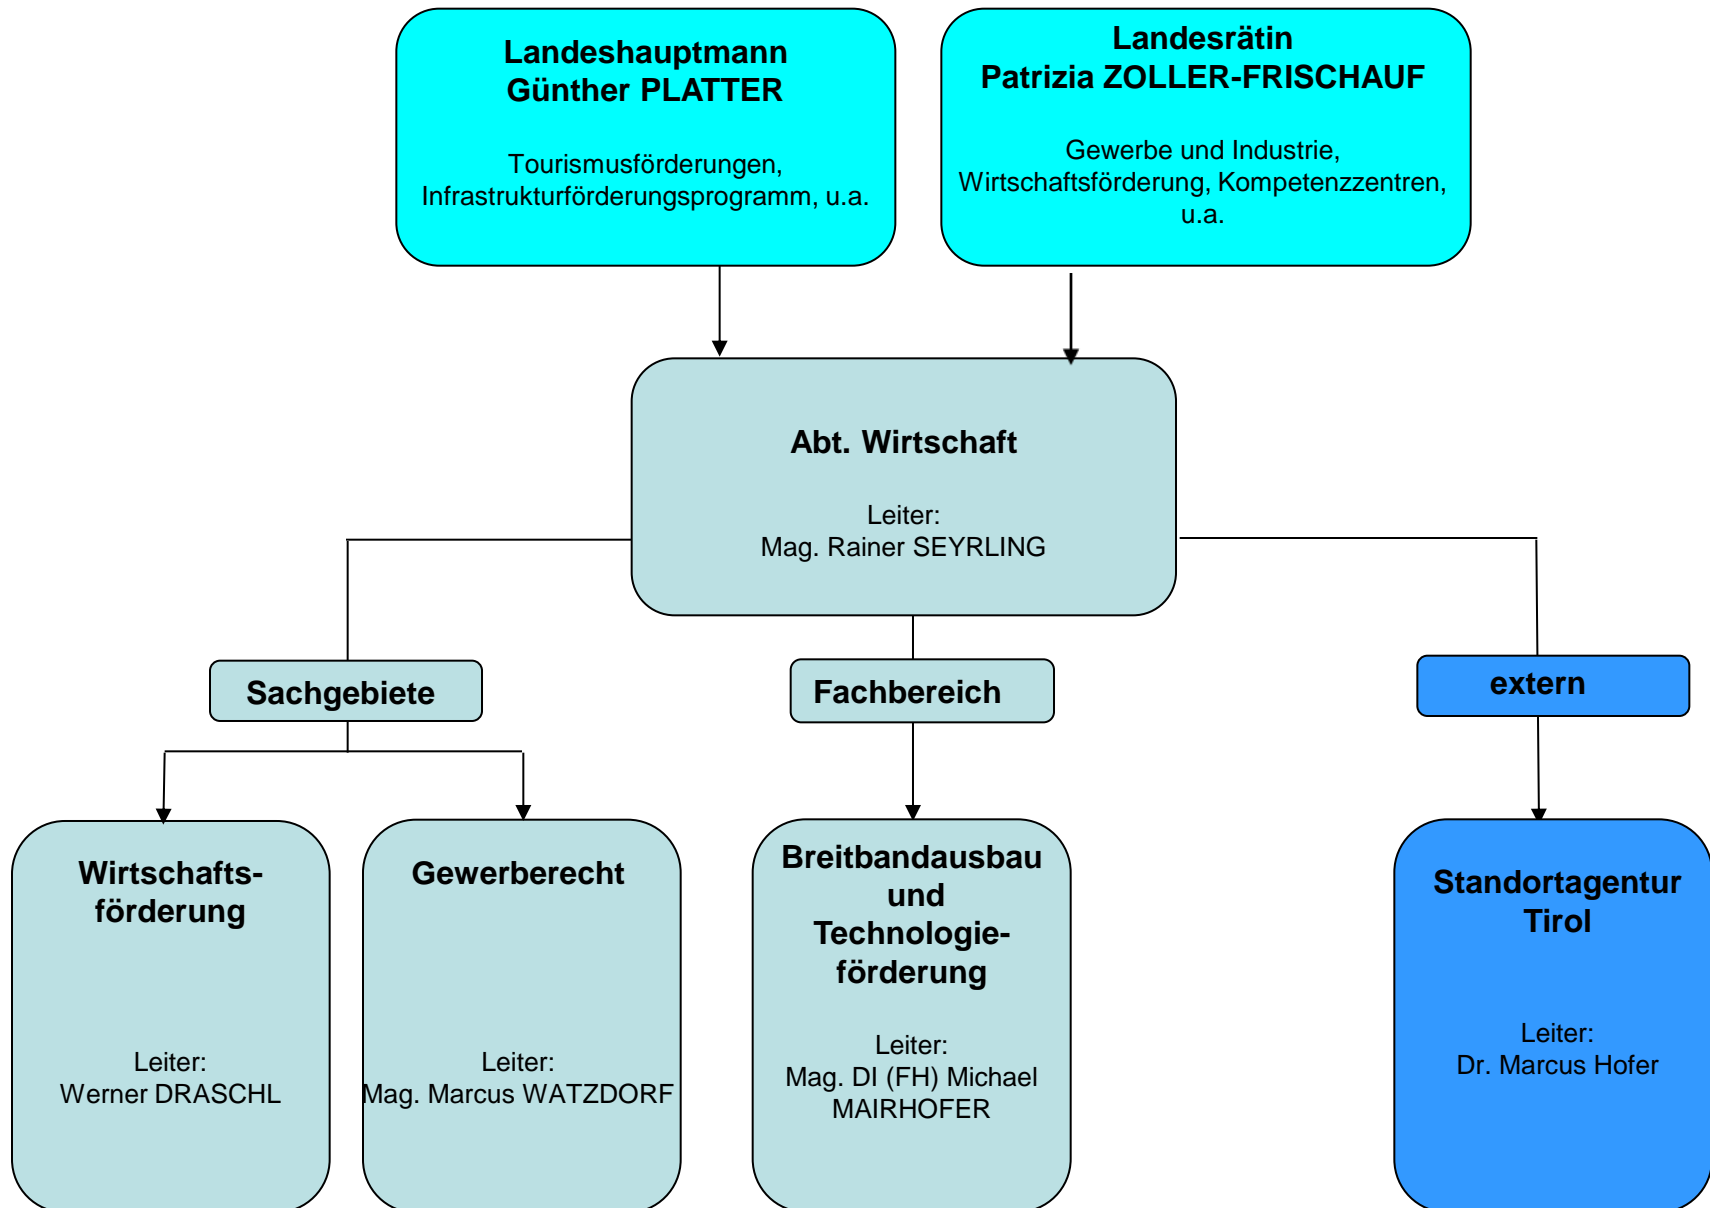 Landeshauptmann
Günther PLATTER
Tourismusförderungen,
Infrastrukturförderungsprogramm, u.a.
Landesrätin
Patrizia ZOLLER-FRISCHAUF
Gewerbe und Industrie,
Wirtschaftsförderung, Kompetenzzentren,
u.a.
Abt. Wirtschaft
Leiter:
Mag. Rainer SEYRLING
Sachgebiete
Fachbereich
extern
Wirtschafts-
förderung
Leiter:
Werner DRASCHL
Gewerberecht
Leiter:
Mag. Marcus WATZDORF
Breitbandausbau
und
Technologie-
förderung
Leiter:
Mag. DI (FH) Michael
MAIRHOFER
Standortagentur
Tirol
Leiter:
Dr. Marcus Hofer